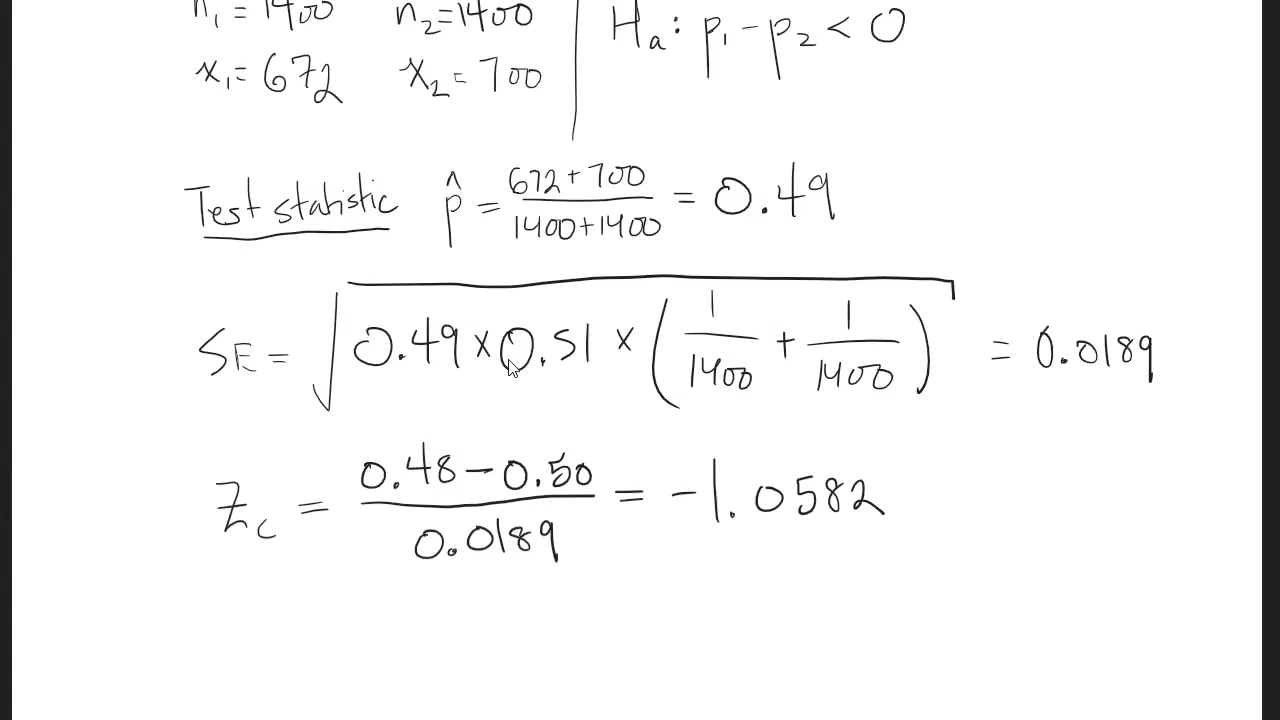 n₁ = 1400 n₂=1400
x₁= 672 x₂ = 700
Hₐ: p₁ - p₂ < 0
Test statistic p̂ = (672 + 700)/(1400+1400) = 0.49
SE = √(0.49 × 0.51 × (1/1400 + 1/1400)) = 0.0189
Z_c = (0.48 - 0.50)/0.0189 = -1.0582